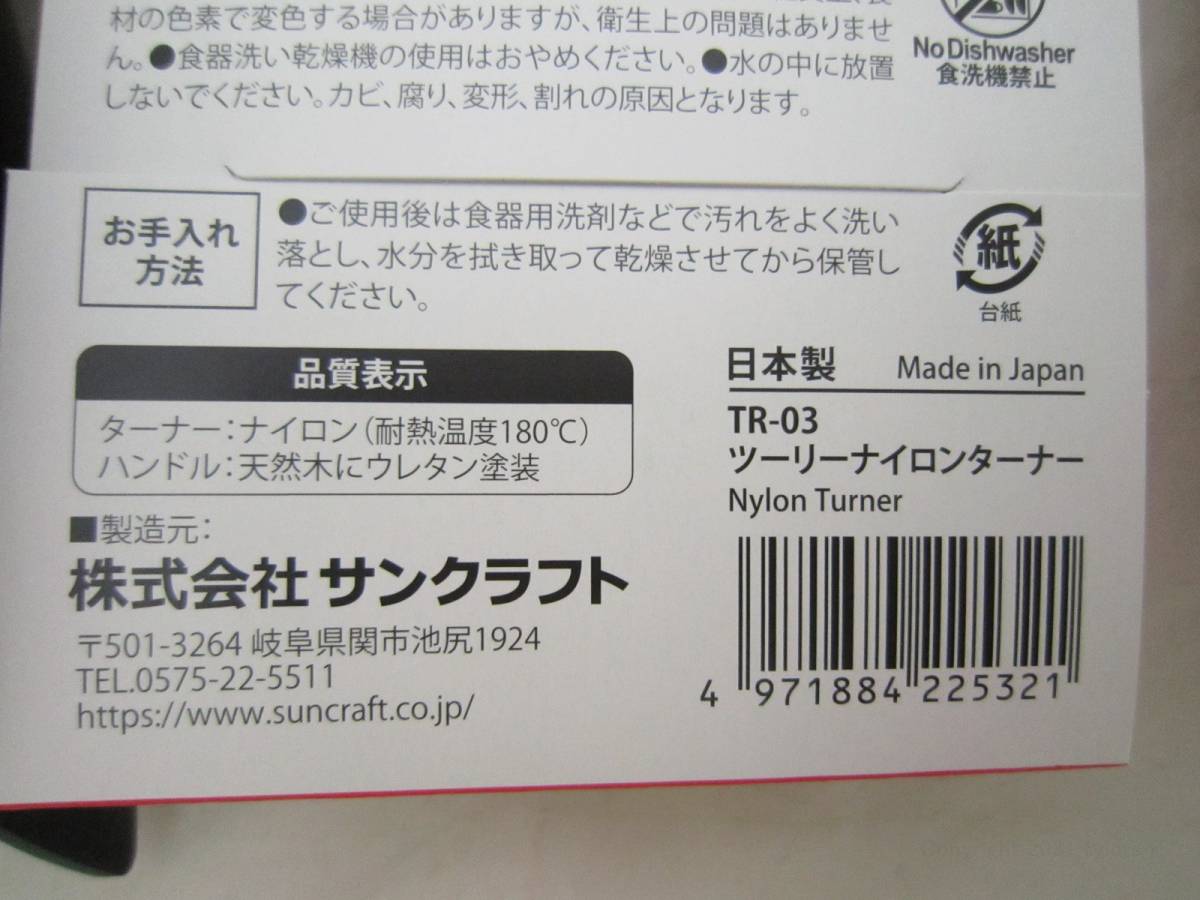 材の色素で変色する場合がありますが、衛生上の問題はありませ
ん。●食器洗い乾燥機の使用はおやめください。●水の中に放置
しないでください。カビ、腐り、変形、割れの原因となります。
No Dishwasher
食洗機禁止
お手入れ
方法
●ご使用後は食器用洗剤などで汚れをよく洗い
落とし、水分を拭き取って乾燥させてから保管し
てください。
紙
台紙
品質表示
ターナー:ナイロン(耐熱温度180℃)
ハンドル:天然木にウレタン塗装
■製造元:
株式会社 サンクラフト
〒501-3264 岐阜県関市池尻1924
TEL.0575-22-5511
https://www.suncraft.co.jp/
日本製 Made in Japan
TR-03
ツーリーナイロンターナー
Nylon Turner
4 971884 225321